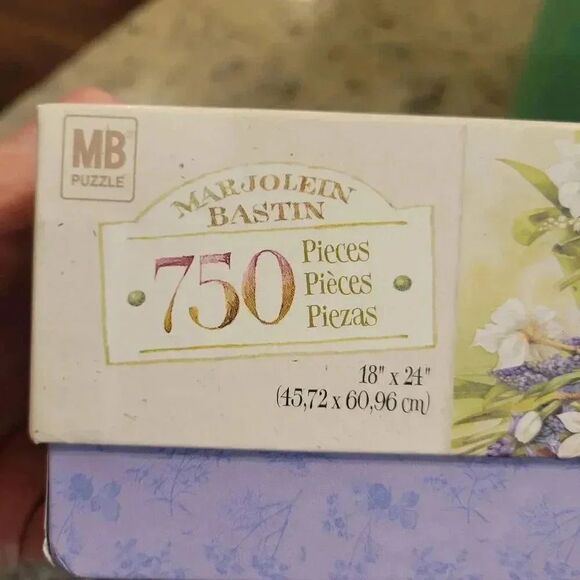 MB
PUZZLE
MARJOLEIN
BASTIN
750
Pieces
Pièces
Piezas
18" x 24"
(45,72 x 60,96 cm)